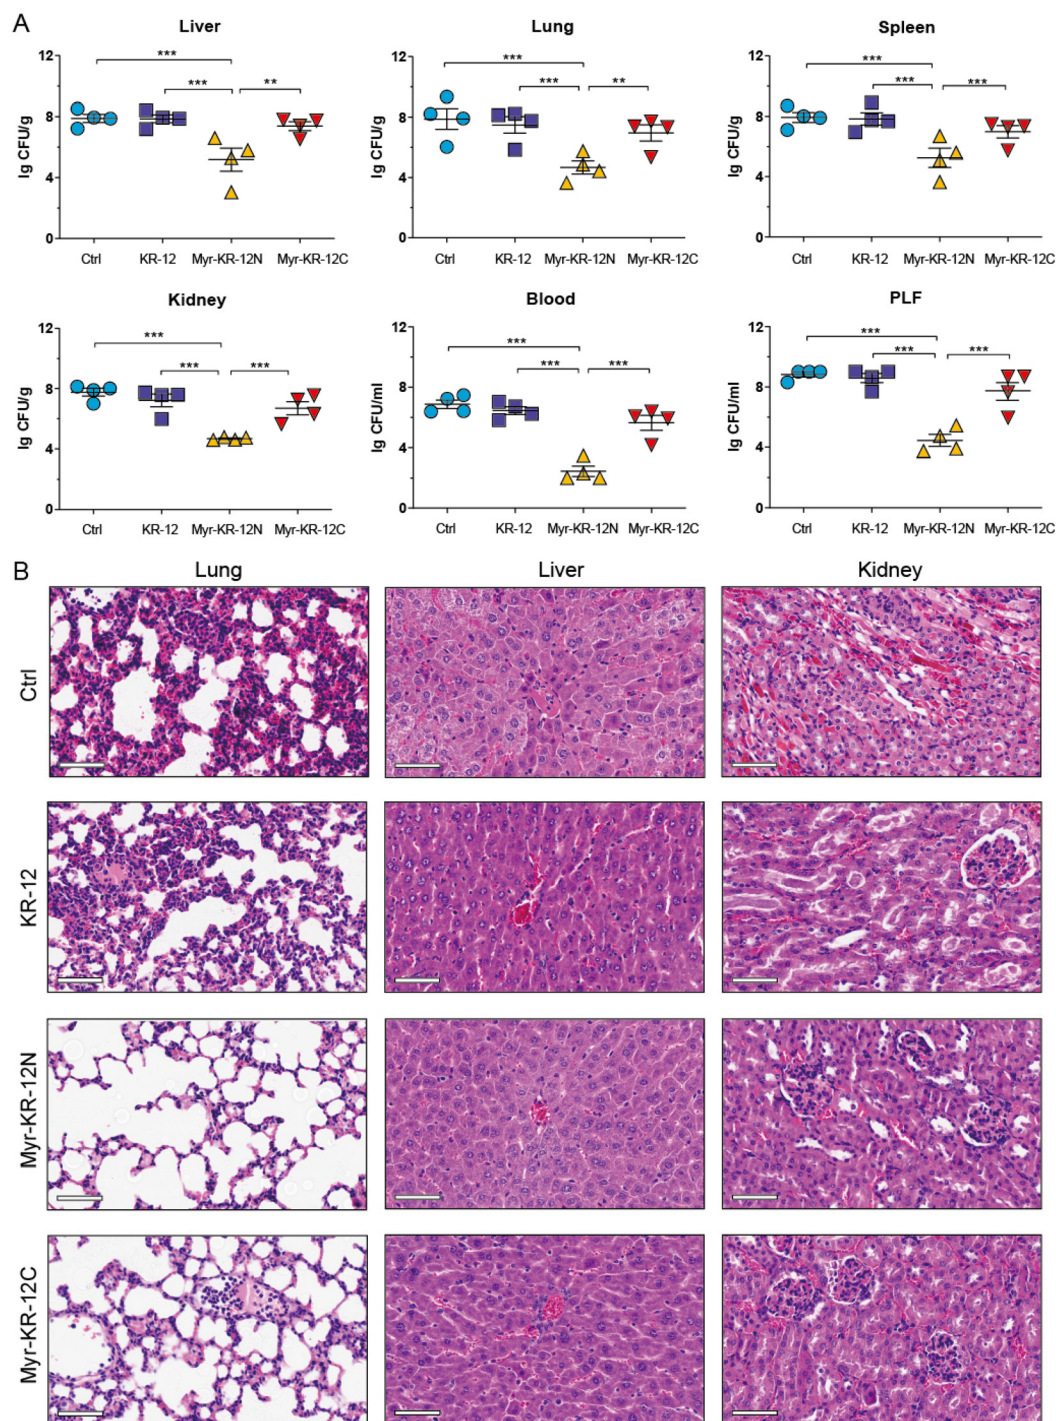 A
Liver
Lung
Spleen
12
8
4
0
lg CFU/g
***
***
**
Ctrl
KR-12
Myr-KR-12N
Myr-KR-12C
12
8
4
0
lg CFU/g
***
***
**
Ctrl
KR-12
Myr-KR-12N
Myr-KR-12C
12
8
4
0
lg CFU/g
***
***
***
Ctrl
KR-12
Myr-KR-12N
Myr-KR-12C
Kidney
Blood
PLF
12
8
4
0
lg CFU/g
***
***
***
Ctrl
KR-12
Myr-KR-12N
Myr-KR-12C
12
8
4
0
lg CFU/ml
***
***
***
Ctrl
KR-12
Myr-KR-12N
Myr-KR-12C
12
8
4
0
lg CFU/ml
***
***
***
Ctrl
KR-12
Myr-KR-12N
Myr-KR-12C
B
Lung
Liver
Kidney
Ctrl
KR-12
Myr-KR-12N
Myr-KR-12C